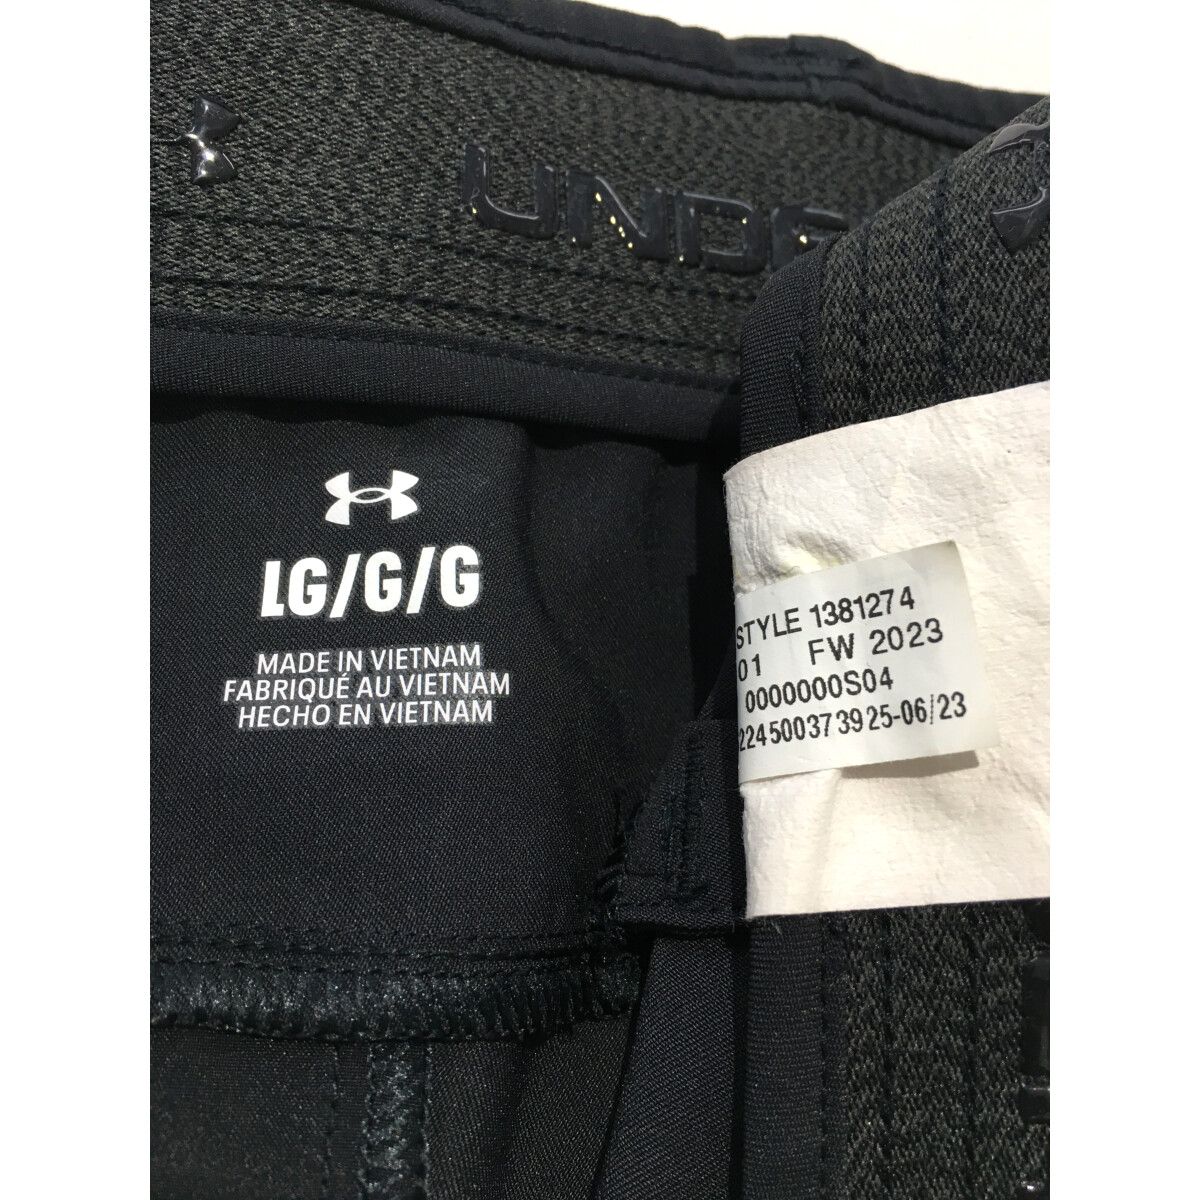 UNDE
LG/G/G
MADE IN VIETNAM
FABRIQUÉ AU VIETNAM
HECHO EN VIETNAM
STYLE 1381274
01 FW 2023
0000000S04
224500373925-06/23